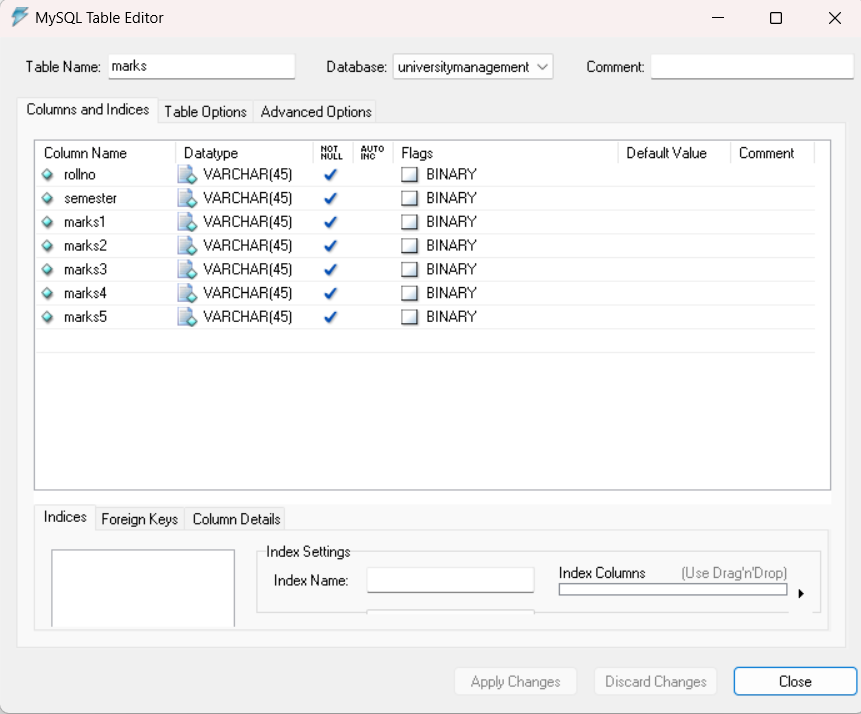 MySQL Table Editor
Table Name: marks Database: universitymanagement Comment:
Columns and Indices Table Options Advanced Options
Column Name Datatype NOT NULL AUTO INC Flags Default Value Comment
rollno VARCHAR(45) BINARY
semester VARCHAR(45) BINARY
marks1 VARCHAR(45) BINARY
marks2 VARCHAR(45) BINARY
marks3 VARCHAR(45) BINARY
marks4 VARCHAR(45) BINARY
marks5 VARCHAR(45) BINARY
Indices Foreign Keys Column Details
Index Settings
Index Name: Index Columns (Use Drag'n'Drop)
Apply Changes Discard Changes Close